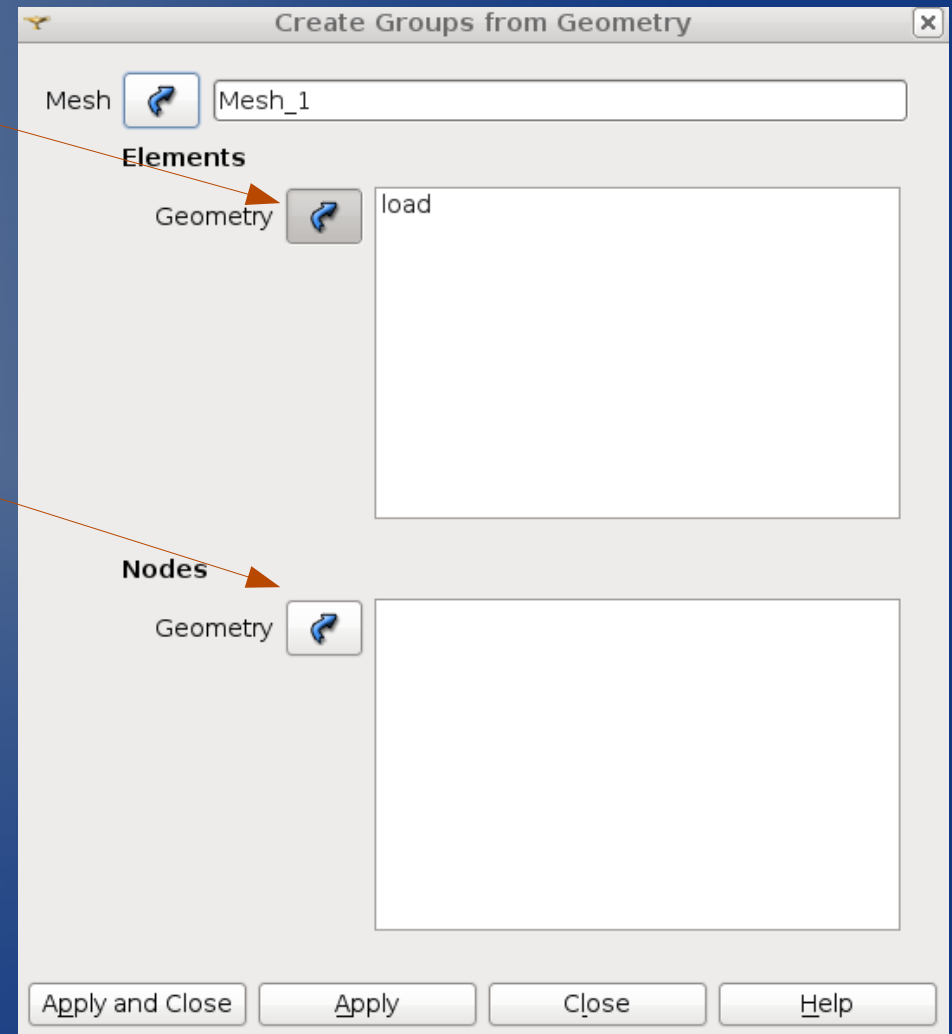 Create Groups from Geometry
Mesh
Mesh_1
Elements
Geometry
load
Nodes
Geometry
Apply and Close
Apply
Close
Help